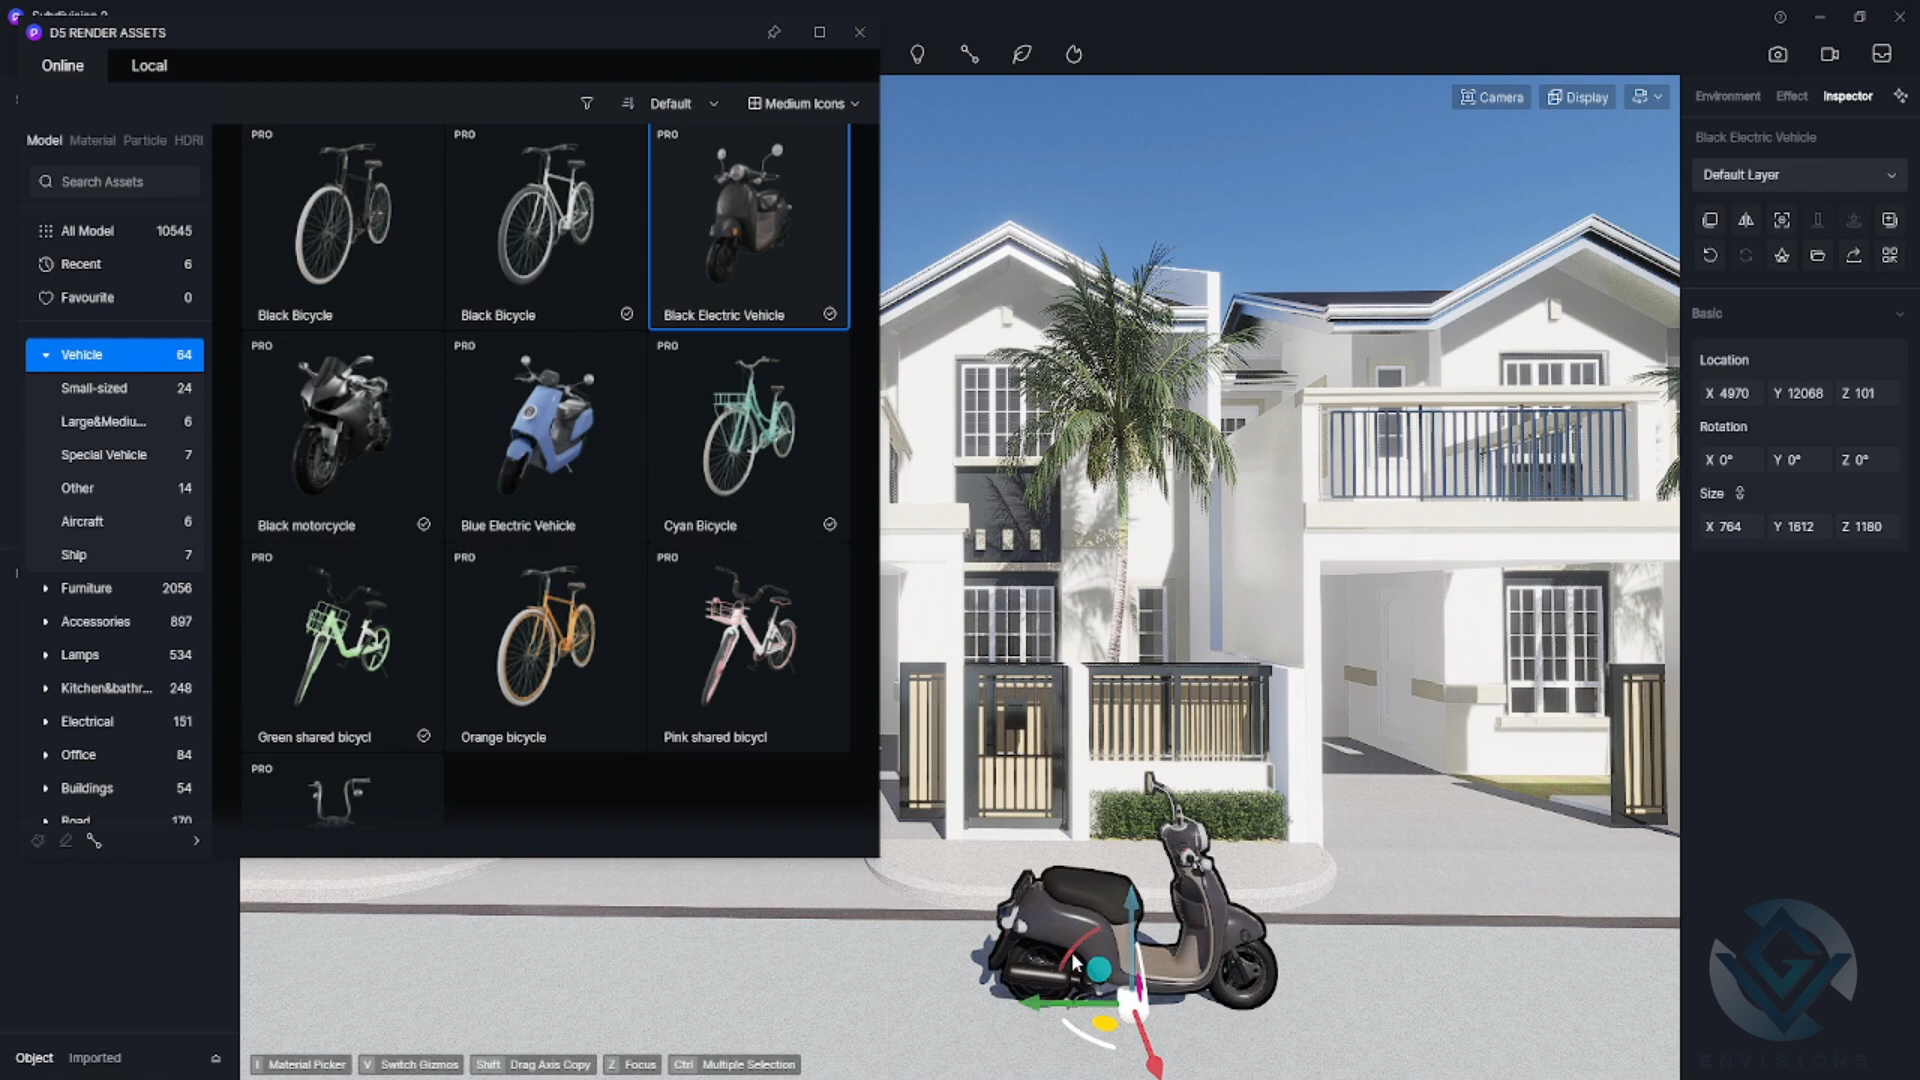 Subdivision 2
D5 RENDER ASSETS
Online
Local
Default
Medium Icons
Camera
Display
Environment
Effect
Inspector
Model
Material
Particle
HDRI
Search Assets
All Model 10545
Recent 6
Favourite 0
Vehicle 64
Small-sized 24
Large&Mediu... 6
Special Vehicle 7
Other 14
Aircraft 6
Ship 7
Furniture 2056
Accessories 897
Lamps 534
Kitchen&bathr... 248
Electrical 151
Office 84
Buildings 54
Road 170
PRO
Black Bicycle
PRO
Black Bicycle
PRO
Black Electric Vehicle
PRO
Black motorcycle
PRO
Blue Electric Vehicle
PRO
Cyan Bicycle
PRO
Green shared bicycl
PRO
Orange bicycle
PRO
Pink shared bicycl
PRO
Black Electric Vehicle
Default Layer
Basic
Location
X 4970 Y 12068 Z 101
Rotation
X 0° Y 0° Z 0°
Size
X 764 Y 1612 Z 1180
Object
Imported
I Material Picker
V Switch Gizmos
Shift Drag Axis Copy
Z Focus
Ctrl Multiple Selection
ENVISIONS